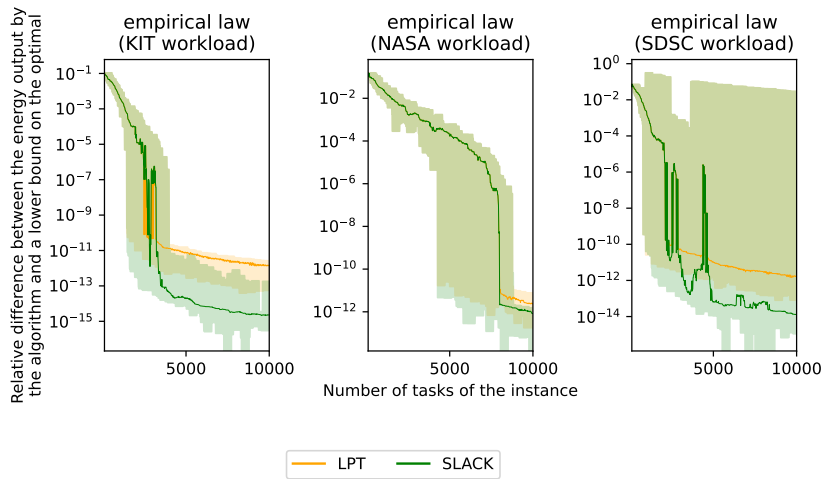 Relative difference between the energy output by
the algorithm and a lower bound on the optimal
empirical law
(KIT workload)
10⁻¹
10⁻³
10⁻⁵
10⁻⁷
10⁻⁹
10⁻¹¹
10⁻¹³
10⁻¹⁵
5000
10000
empirical law
(NASA workload)
10⁻²
10⁻⁴
10⁻⁶
10⁻⁸
10⁻¹⁰
10⁻¹²
5000
10000
empirical law
(SDSC workload)
10⁰
10⁻²
10⁻⁴
10⁻⁶
10⁻⁸
10⁻¹⁰
10⁻¹²
10⁻¹⁴
5000
10000
Number of tasks of the instance
LPT
SLACK